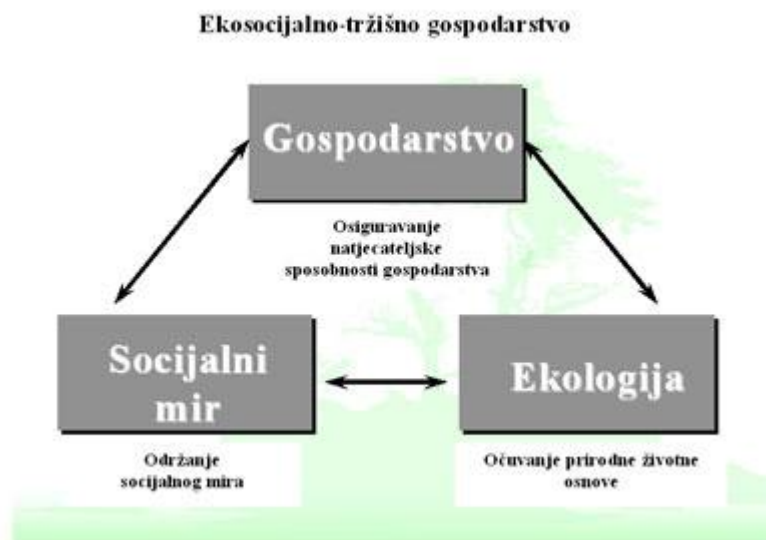 Ekosocijalno-tržišno gospodarstvo
Gospodarstvo
Osiguravanje
natjecateljske
sposobnosti gospodarstva
Socijalni
mir
Ekologija
Održanje
socijalnog mira
Očuvanje prirodne životne
osnove